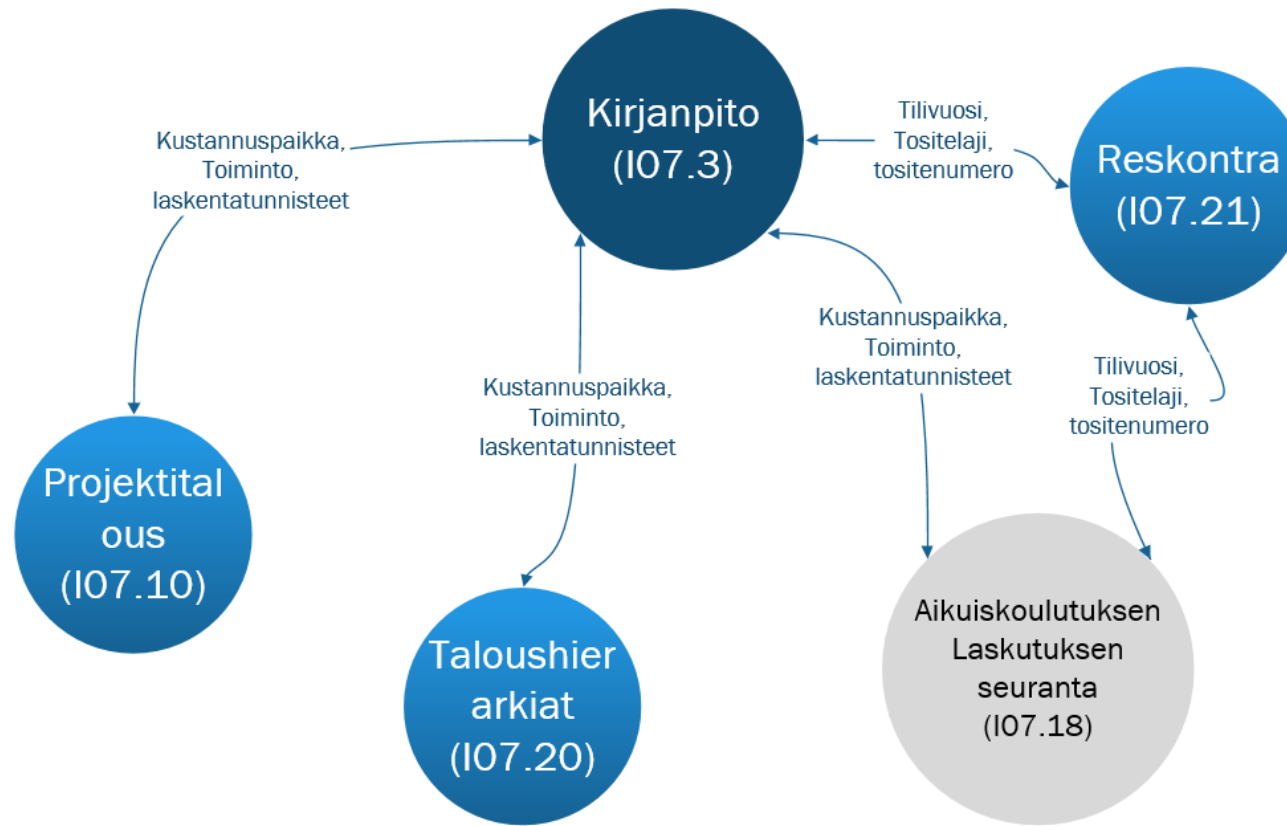 Kirjanpito
(I07.3)
Tilivuosi,
Tositelaji,
tositenumero
Reskontra
(I07.21)
Kustannuspaikka,
Toiminto,
laskentatunnisteet
Kustannuspaikka,
Toiminto,
laskentatunnisteet
Kustannuspaikka,
Toiminto,
laskentatunnisteet
Tilivuosi,
Tositelaji,
tositenumero
Projektital
ous
(I07.10)
Taloushier
arkiat
(I07.20)
Aikuiskoulutuksen
Laskutuksen
seuranta
(I07.18)